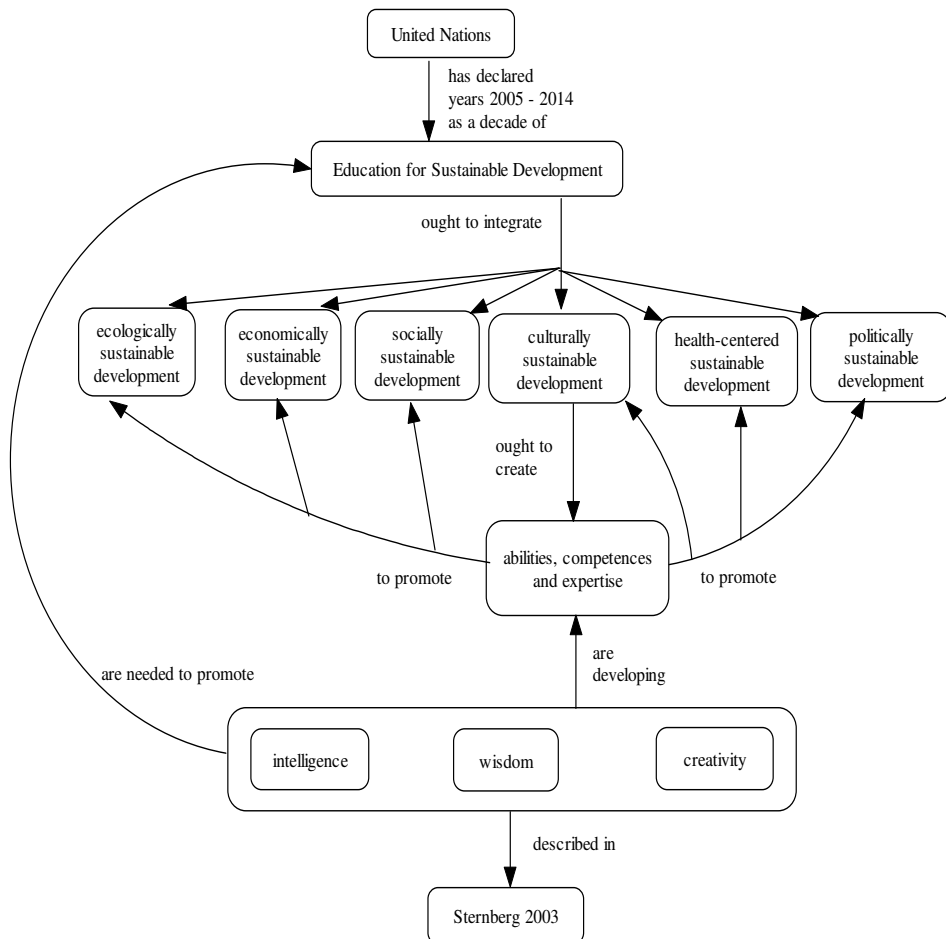 United Nations
has declared
years 2005 - 2014
as a decade of
Education for Sustainable Development
ought to integrate
ecologically
sustainable
development
economically
sustainable
development
socially
sustainable
development
culturally
sustainable
development
health-centered
sustainable
development
politically
sustainable
development
ought to
create
abilities, competences
and expertise
to promote
to promote
are
developing
are needed to promote
intelligence
wisdom
creativity
described in
Sternberg 2003